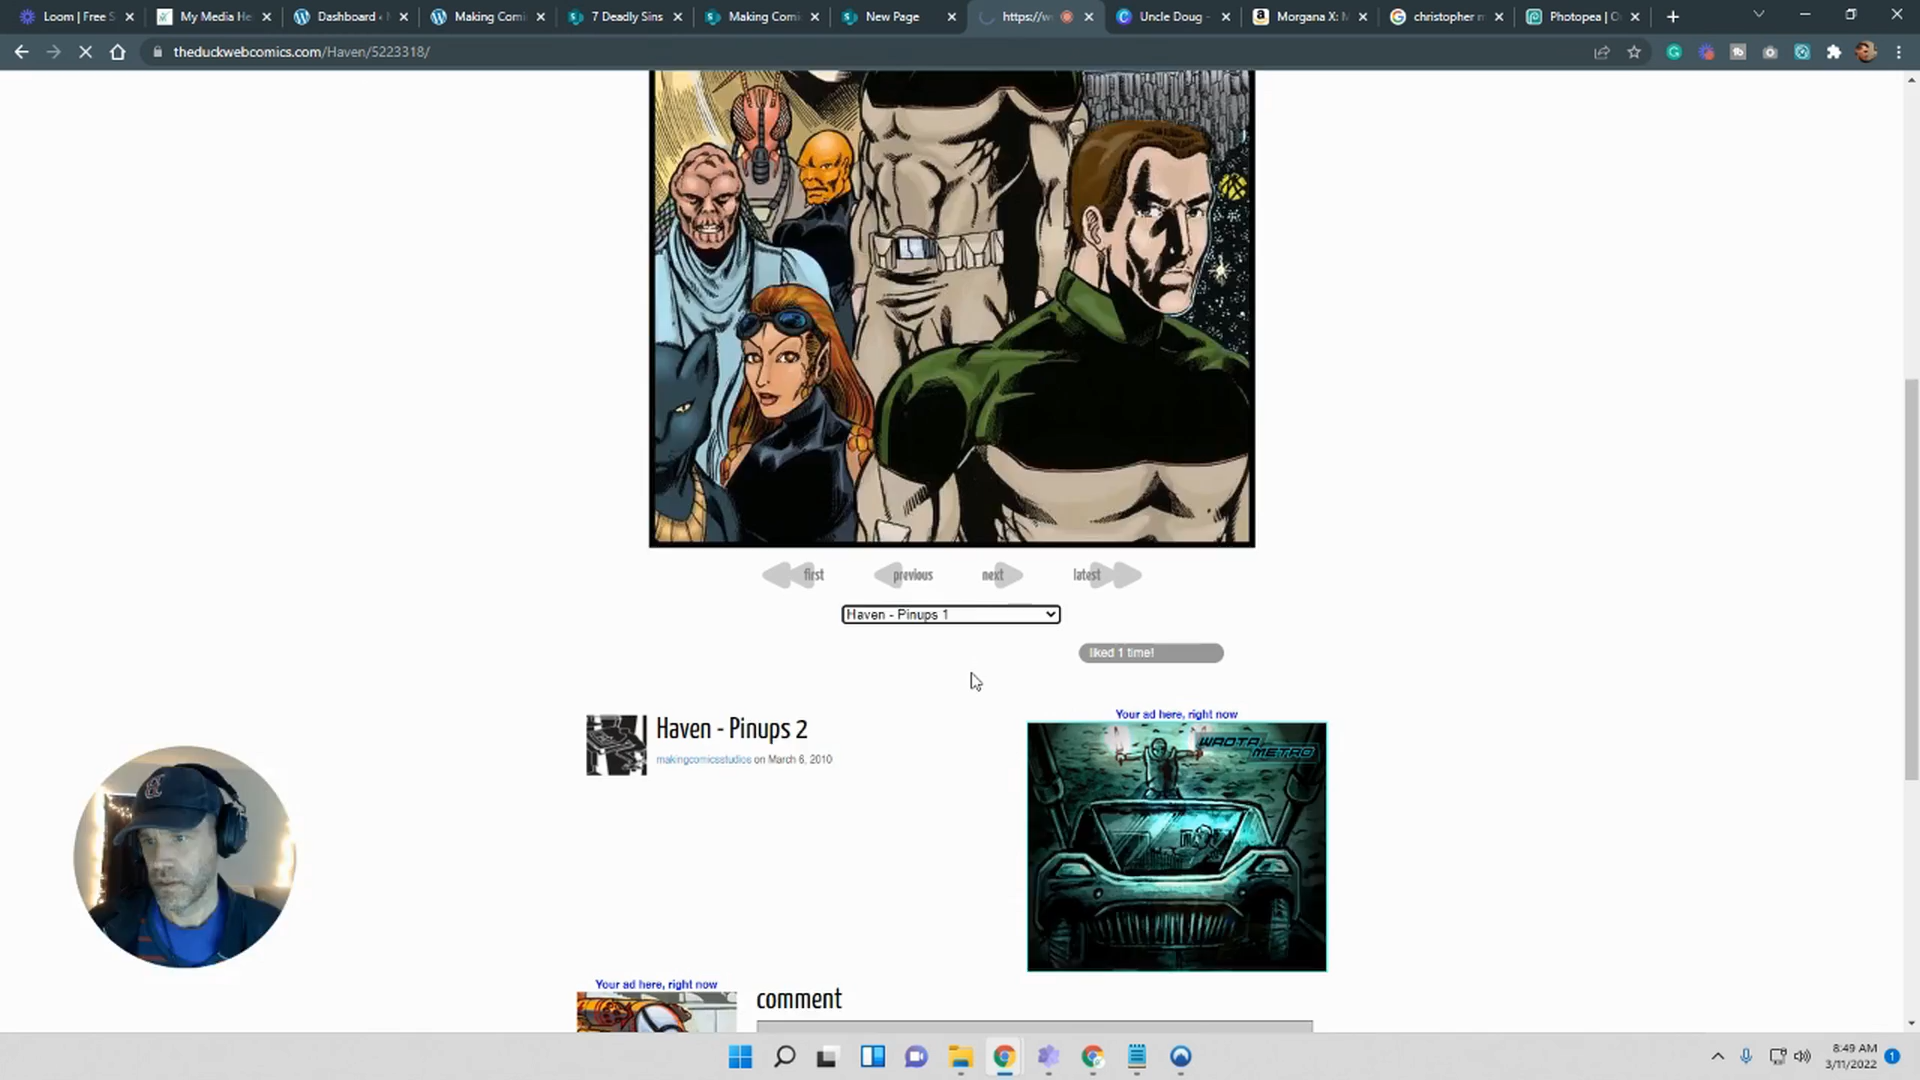 Loom | Free S
My Media He
Dashboard ‹
Making Comi
7 Deadly Sins
Making Comi
New Page
https://w
Uncle Doug -
Morgana X: M
christopher m
Photopea | O
theduckwebcomics.com/Haven/5223318/
first
previous
next
latest
Haven - Pinups 1
liked 1 time!
Haven - Pinups 2
makingcomicsstudios on March 6, 2010
Your ad here, right now
WADTA
METRO
Your ad here, right now
comment
8:49 AM
3/11/2022
1